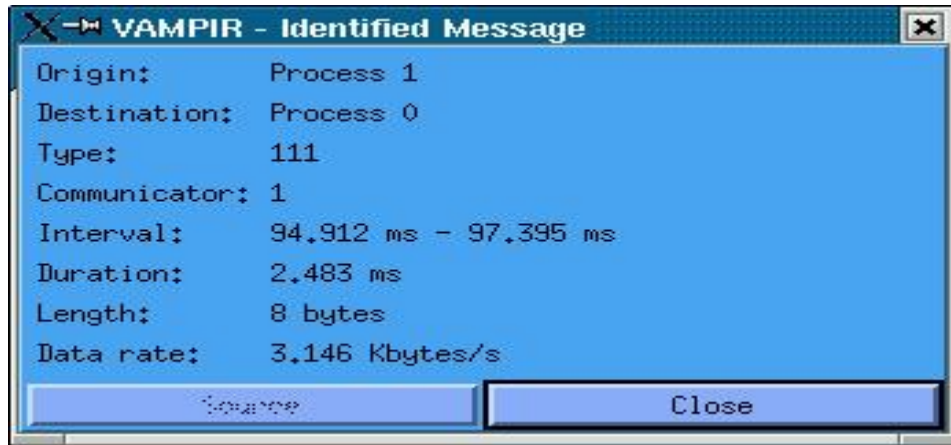 VAMPIR - Identified Message
Origin: Process 1
Destination: Process 0
Type: 111
Communicator: 1
Interval: 94.912 ms - 97.395 ms
Duration: 2.483 ms
Length: 8 bytes
Data rate: 3.146 Kbytes/s
Source Close